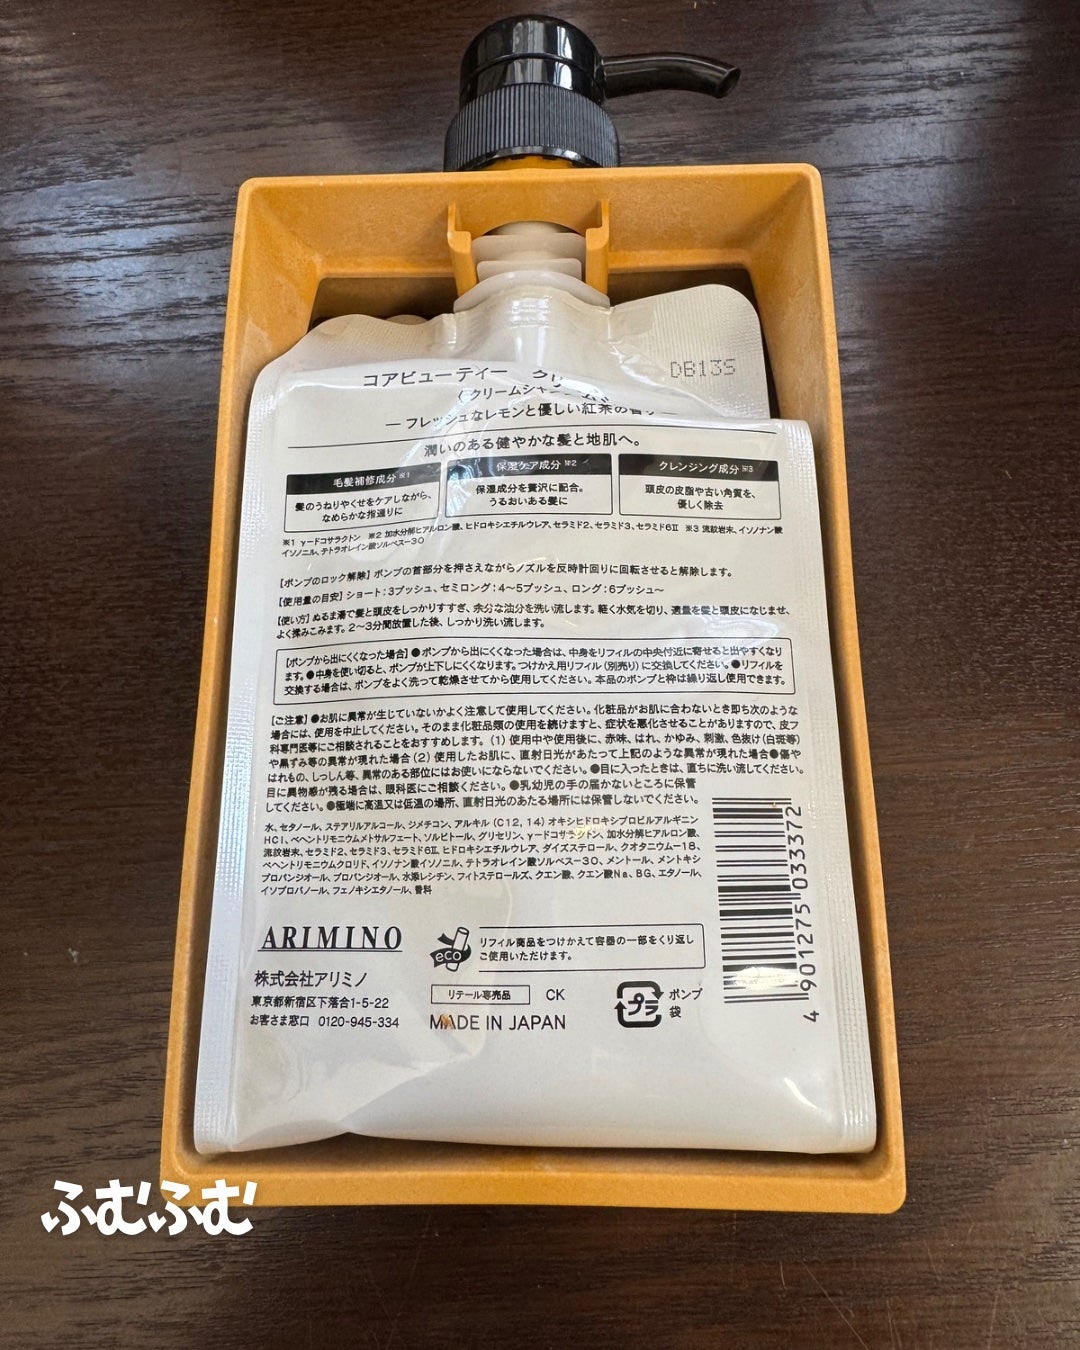 DB13S
コアビューティー クリ
〈クリームシャ
― フレッシュなレモンと優しい紅茶の香り ―
潤いのある健やかな髪と地肌へ。
毛髪補修成分 ※1
髪のうねりやくせをケアしながら、
なめらかな指通りに
保湿ケア成分 ※2
保湿成分を贅沢に配合。
うるおいある髪に
クレンジング成分 ※3
頭皮の皮脂や古い角質を、
優しく除去
※1 γードコサラクトン ※2 加水分解ヒアルロン酸、ヒドロキシエチルウレア、セラミド2、セラミド3、セラミド6Ⅱ ※3 流紋岩末、イソノナン酸
イソノニル、テトラオレイン酸ソルベスー30
【ポンプのロック解除】 ポンプの首部分を押さえながらノズルを反時計回りに回転させると解除します。
【使用量の目安】 ショート:3プッシュ、セミロング:4〜5プッシュ、ロング:6プッシュ〜
【使い方】 ぬるま湯で髪と頭皮をしっかりすすぎ、余分な油分を洗い流します。軽く水気を切り、適量を髪と頭皮になじませ、
よく揉みこみます。2〜3分間放置した後、しっかり洗い流します。
【ポンプから出にくくなった場合】 ●ポンプから出にくくなった場合は、中身をリフィルの中央付近に寄せると出やすくなり
ます。●中身を使い切ると、ポンプが上下しにくくなります。つけかえ用リフィル(別売り)に交換してください。●リフィルを
交換する場合は、ポンプをよく洗って乾燥させてから使用してください。本品のポンプと枠は繰り返し使用できます。
【ご注意】 ●お肌に異常が生じていないかよく注意して使用してください。化粧品がお肌に合わないとき即ち次のような
場合には、使用を中止してください。そのまま化粧品類の使用を続けますと、症状を悪化させることがありますので、皮フ
科専門医等にご相談されることをおすすめします。(1)使用中や使用後に、赤味、はれ、かゆみ、刺激、色抜け(白斑等)
や黒ずみ等の異常が現れた場合(2)使用したお肌に、直射日光があたって上記のような異常が現れた場合●傷や
はれもの、しっしん等、異常のある部位にはお使いにならないでください。●目に入ったときは、直ちに洗い流してください。
目に異物感が残る場合は、眼科医にご相談ください。●乳幼児の手の届かないところに保管
してください。●極端に高温又は低温の場所、直射日光のあたる場所には保管しないでください。
水、セタノール、ステアリルアルコール、ジメチコン、アルキル(C12,14)オキシヒドロキシプロピルアルギニン
HCl、ベヘントリモニウムメトサルフェート、ソルビトール、グリセリン、γードコサラクトン、加水分解ヒアルロン酸、
流紋岩末、セラミド2、セラミド3、セラミド6Ⅱ、ヒドロキシエチルウレア、ダイズステロール、クオタニウムー18、
ベヘントリモニウムクロリド、イソノナン酸イソノニル、テトラオレイン酸ソルベスー30、メントール、メントキシ
プロパンジオール、プロパンジオール、水添レシチン、フィトステロールズ、クエン酸、クエン酸Na、BG、エタノール、
イソプロパノール、フェノキシエタノール、香料
4 901275 033372
ARIMINO
株式会社アリミノ
東京都新宿区下落合1-5-22
お客さま窓口 0120-945-334
eco
リフィル商品をつけかえて容器の一部をくり返し
ご使用いただけます。
リテール専売品 CK
MADE IN JAPAN
プラ
ポンプ
袋
ふむふむ